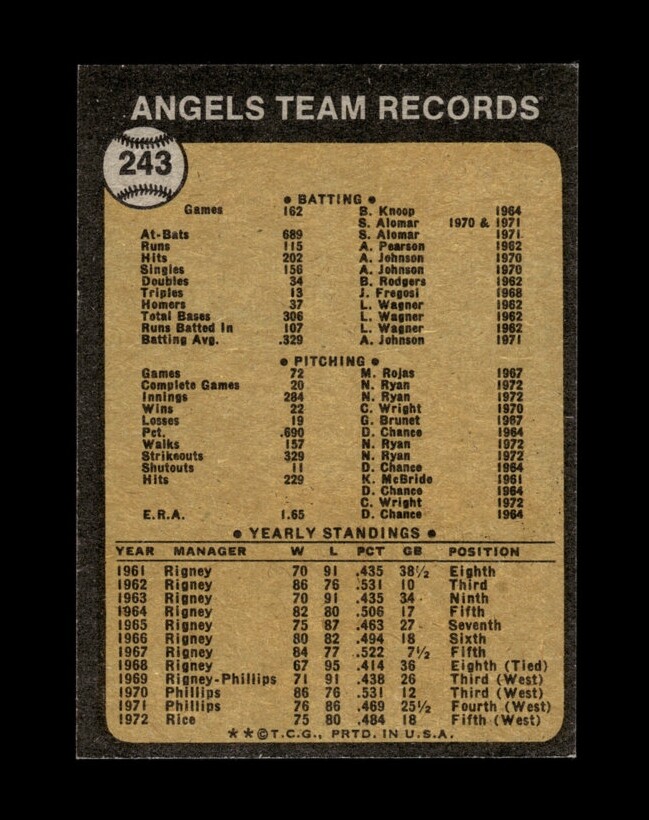 ANGELS TEAM RECORDS
243
● BATTING ●
Games 162 B. Knoop 1964
S. Alomar 1970 & 1971
At-Bats 689 S. Alomar 1971
Runs 115 A. Pearson 1962
Hits 202 A. Johnson 1970
Singles 156 A. Johnson 1970
Doubles 34 B. Rodgers 1962
Triples 13 J. Fregosi 1968
Homers 37 L. Wagner 1962
Total Bases 306 L. Wagner 1962
Runs Batted In 107 L. Wagner 1962
Batting Avg. .329 A. Johnson 1971
● PITCHING ●
Games 72 M. Rojas 1967
Complete Games 20 N. Ryan 1972
Innings 284 N. Ryan 1972
Wins 22 C. Wright 1970
Losses 19 G. Brunet 1967
Pct. .690 D. Chance 1964
Walks 157 N. Ryan 1972
Strikeouts 329 N. Ryan 1972
Shutouts 11 D. Chance 1964
Hits 229 K. McBride 1961
D. Chance 1964
C. Wright 1972
E.R.A. 1.65 D. Chance 1964
● YEARLY STANDINGS ●
YEAR MANAGER W L PCT GB POSITION
1961 Rigney 70 91 .435 38½ Eighth
1962 Rigney 86 76 .531 10 Third
1963 Rigney 70 91 .435 34 Ninth
1964 Rigney 82 80 .506 17 Fifth
1965 Rigney 75 87 .463 27 Seventh
1966 Rigney 80 82 .494 18 Sixth
1967 Rigney 84 77 .522 7½ Fifth
1968 Rigney 67 95 .414 36 Eighth (Tied)
1969 Rigney-Phillips 71 91 .438 26 Third (West)
1970 Phillips 86 76 .531 12 Third (West)
1971 Phillips 76 86 .469 25½ Fourth (West)
1972 Rice 75 80 .484 18 Fifth (West)
**©T.C.G., PRTD. IN U.S.A.